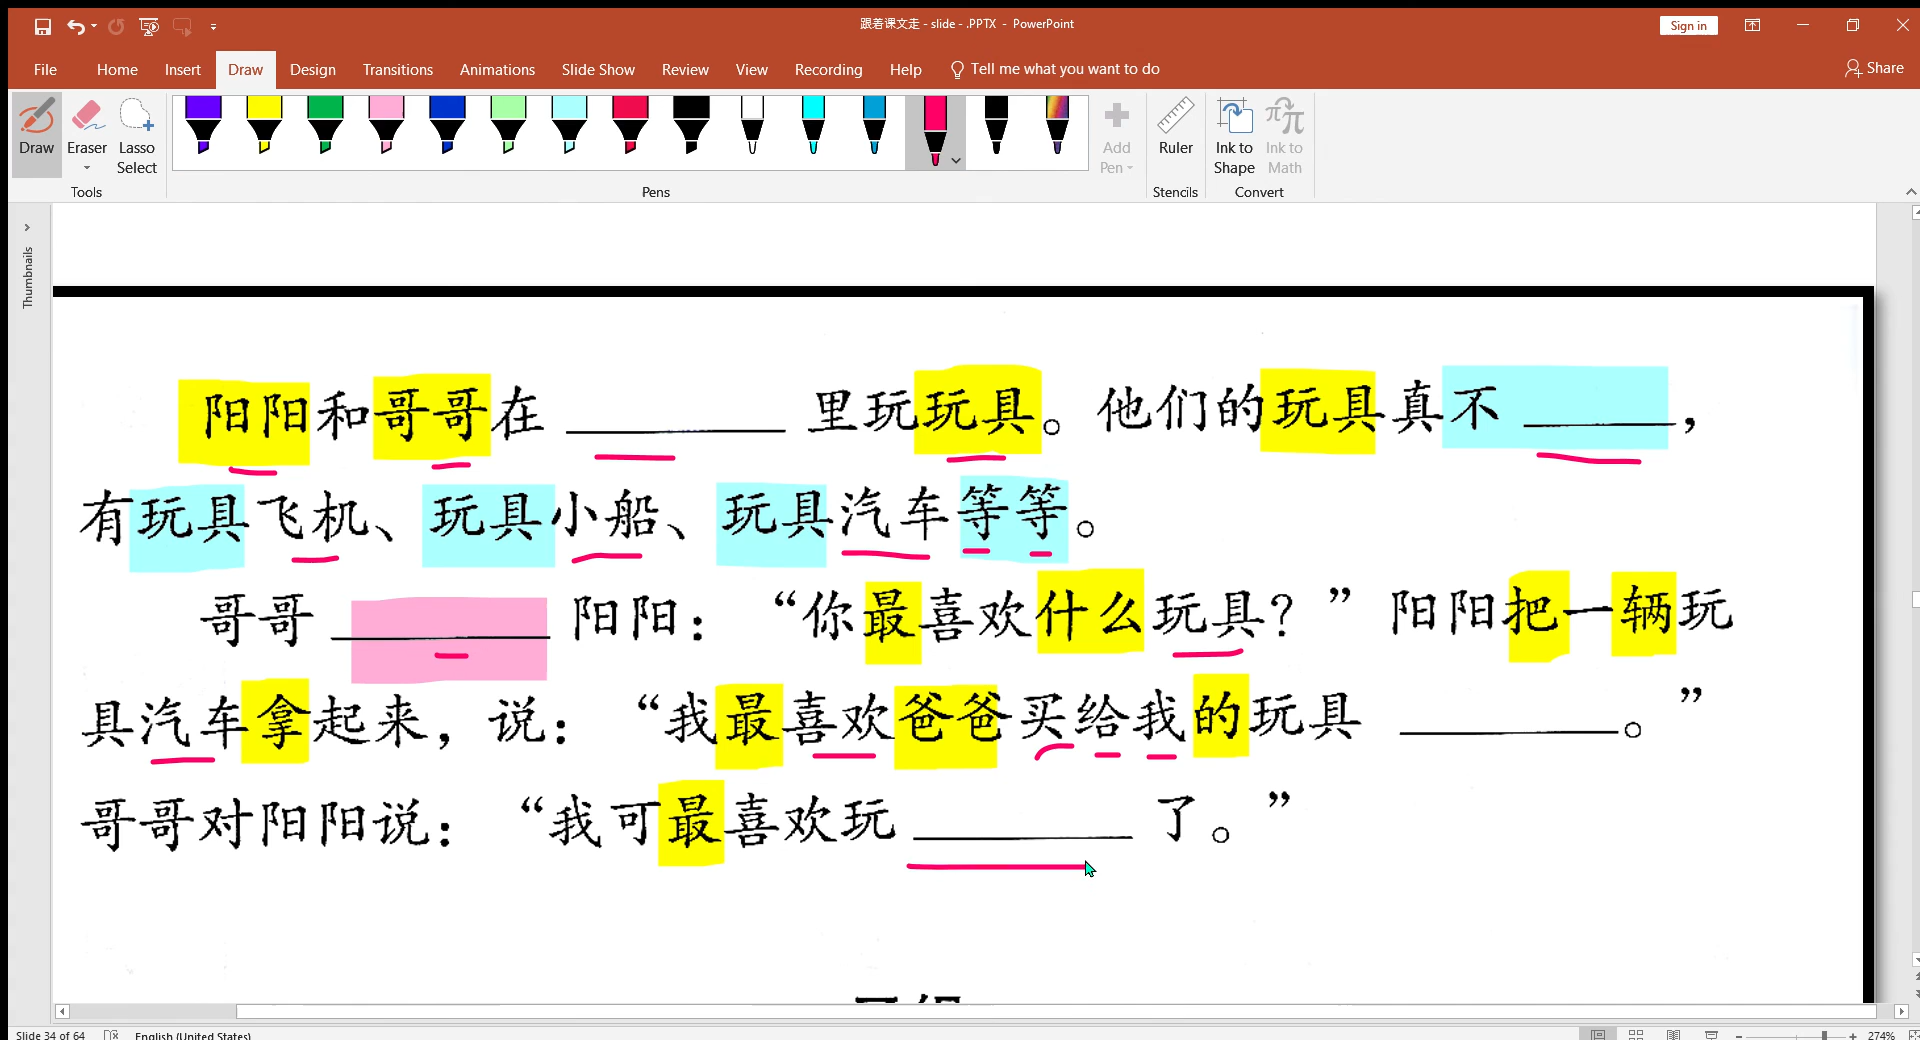 跟着课文走 - slide - .PPTX - PowerPoint
Sign in
File Home Insert Draw Design Transitions Animations Slide Show Review View Recording Help Tell me what you want to do Share
Draw Eraser Lasso Select
Add Pen Ruler Ink to Shape Ink to Math
Tools Pens Stencils Convert
Thumbnails
阳阳和哥哥在 ________ 里玩玩具。他们的玩具真不 ______，
有玩具飞机、玩具小船、玩具汽车等等。
哥哥 ________ 阳阳：“你最喜欢什么玩具？”阳阳把一辆玩
具汽车拿起来，说：“我最喜欢爸爸买给我的玩具 ________。”
哥哥对阳阳说：“我可最喜欢玩 ________ 了。”
Slide 34 of 64 English (United States) 274%